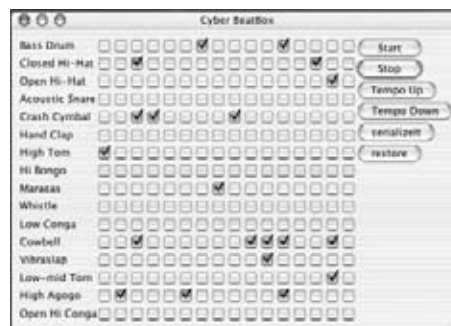 Cyber BeatBox
Bass Drum
Closed Hi-Hat
Open Hi-Hat
Acoustic Snare
Crash Cymbal
Hand Clap
High Tom
Hi Bongo
Maracas
Whistle
Low Conga
Cowbell
Vibraslap
Low-mid Tom
High Agogo
Open Hi Conga
Start
Stop
Tempo Up
Tempo Down
serializeIt
restore